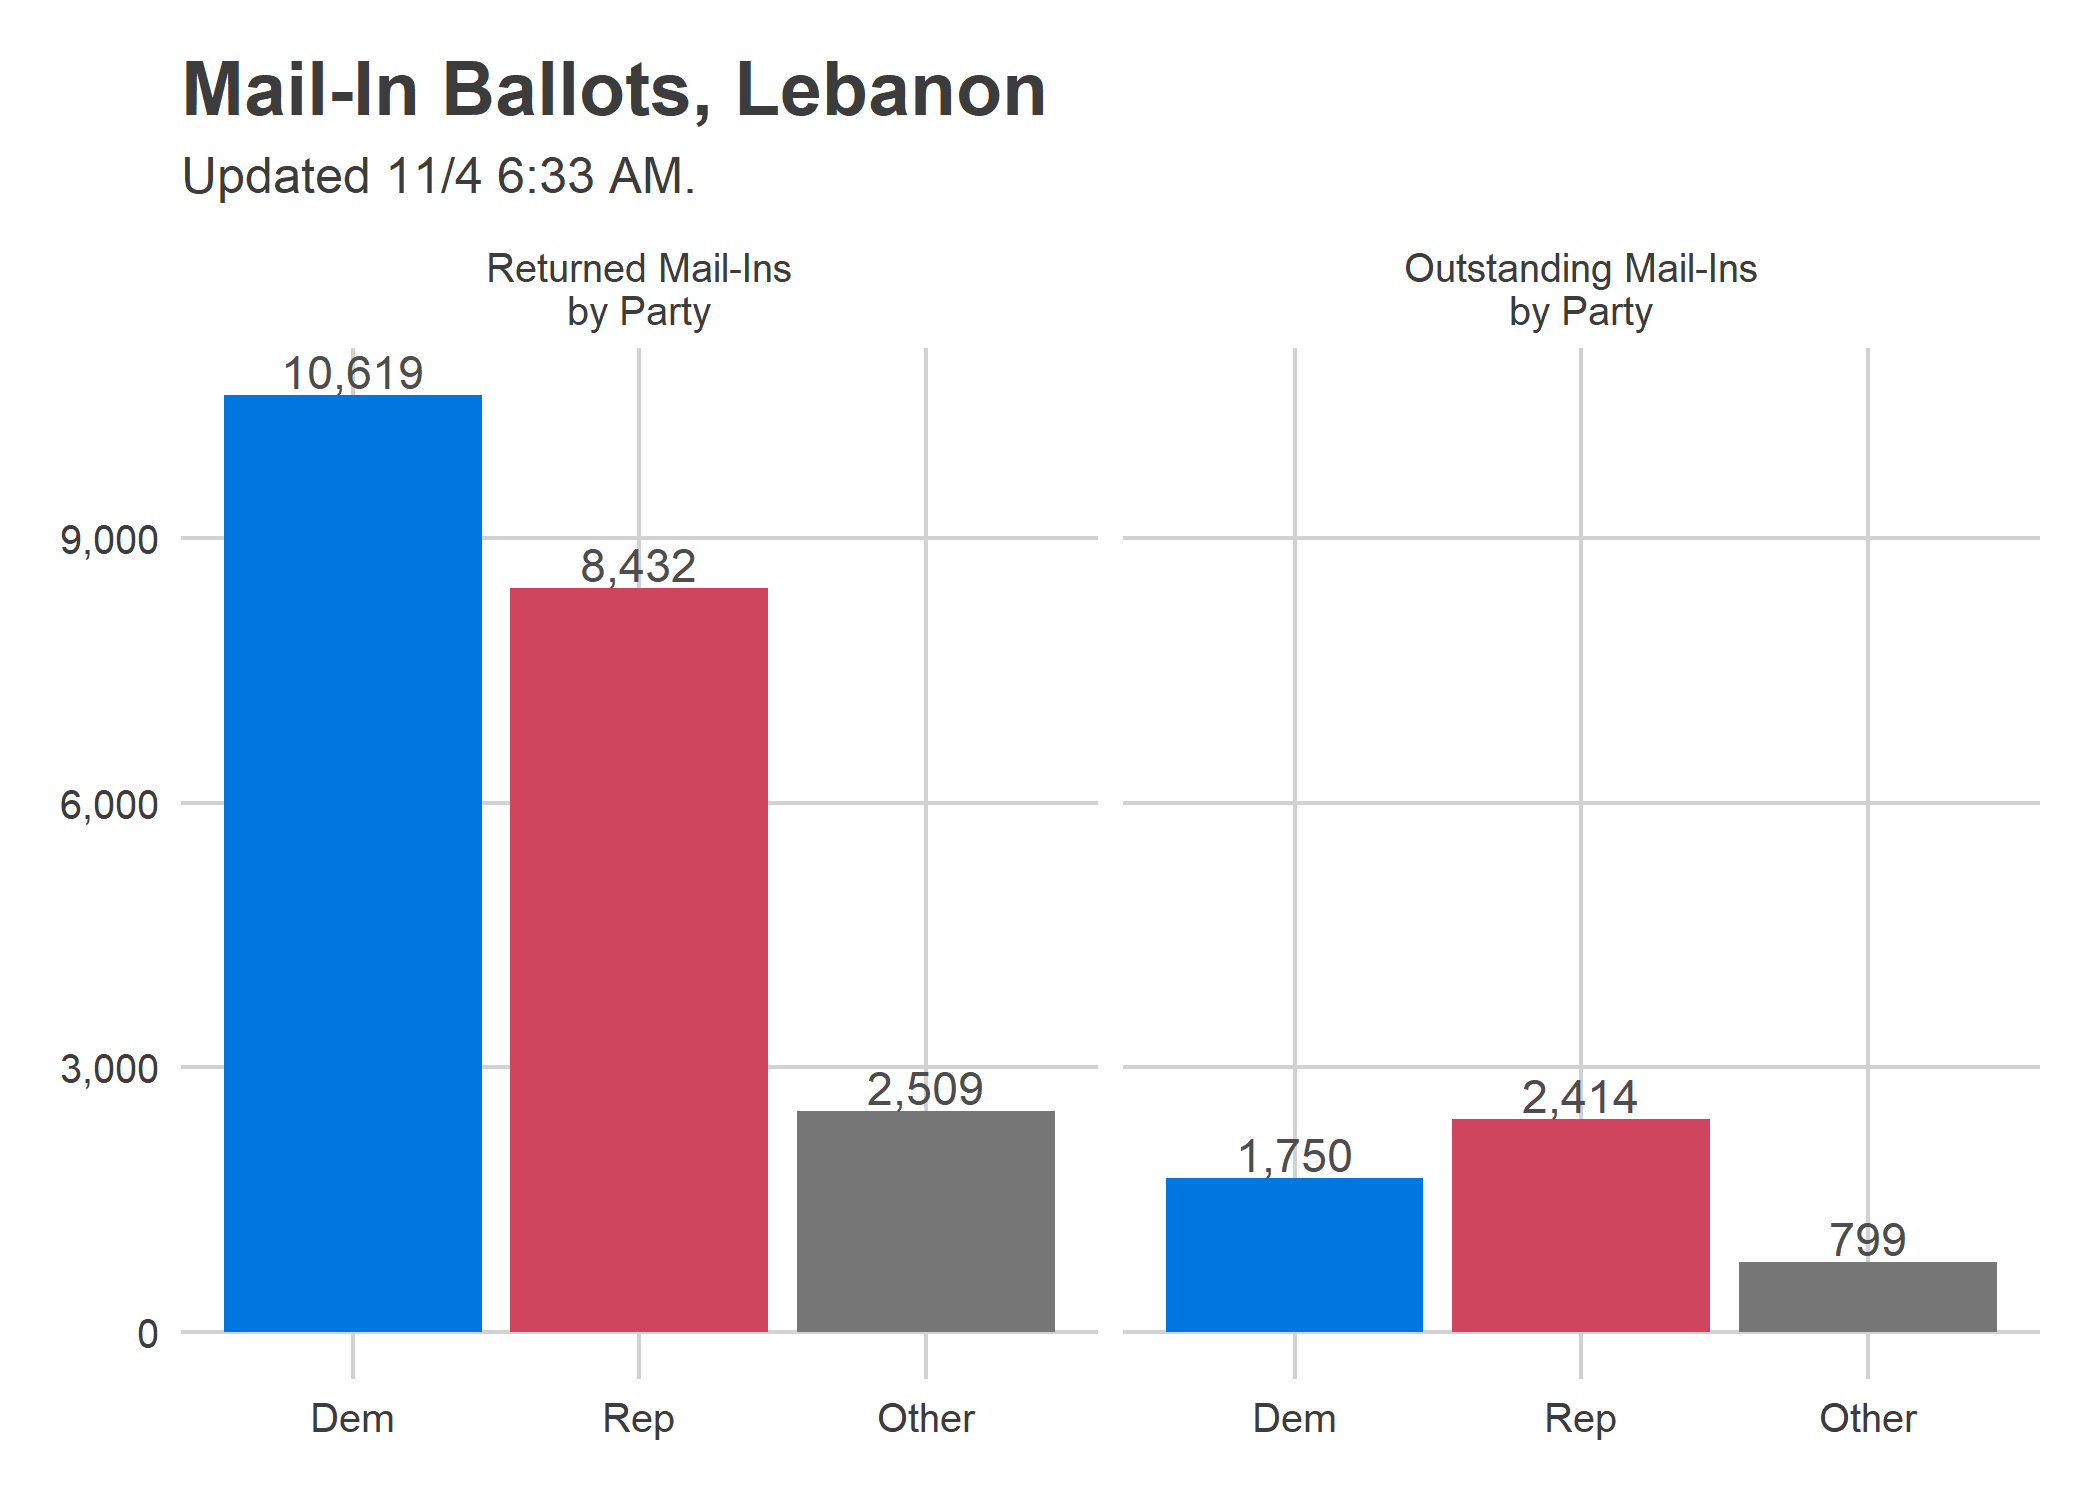 Mail-In Ballots, Lebanon
Updated 11/4 6:33 AM.
Returned Mail-Ins
by Party
Outstanding Mail-Ins
by Party
10,619
8,432
2,509
1,750
2,414
799
9,000
6,000
3,000
0
Dem
Rep
Other
Dem
Rep
Other